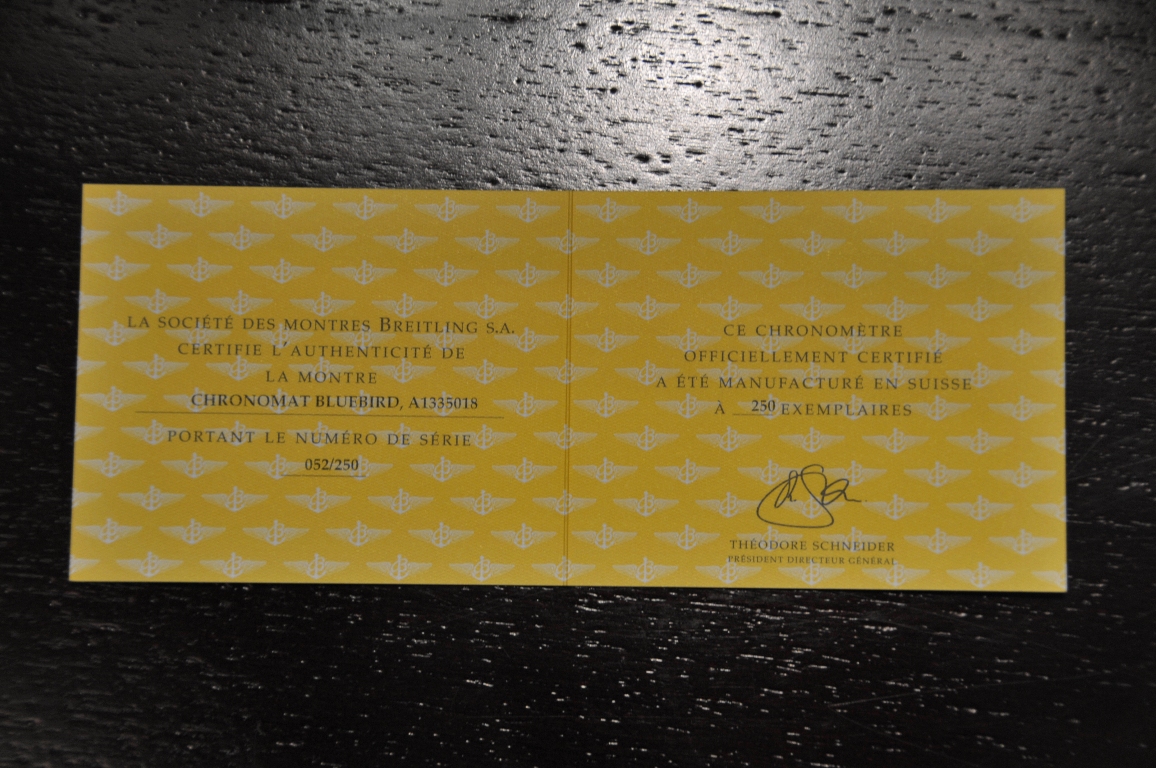 LA SOCIÉTÉ DES MONTRES BREITLING S.A.
CERTIFIE L'AUTHENTICITÉ DE
LA MONTRE
CHRONOMAT BLUEBIRD, A1335018
PORTANT LE NUMÉRO DE SÉRIE
052/250
CE CHRONOMÈTRE
OFFICIELLEMENT CERTIFIÉ
A ÉTÉ MANUFACTURÉ EN SUISSE
À 250 EXEMPLAIRES
THÉODORE SCHNEIDER
PRÉSIDENT DIRECTEUR GÉNÉRAL